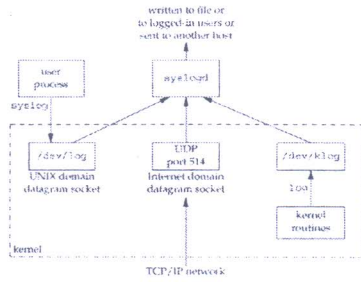 written to file or
to logged-in users or
sent to another host
user
process
syslogd
syslog
/dev/log
UNIX domain
datagram socket
UDP
port 514
Internet domain
datagram socket
/dev/klog
log
kernel
routines
kernel
TCP/IP network